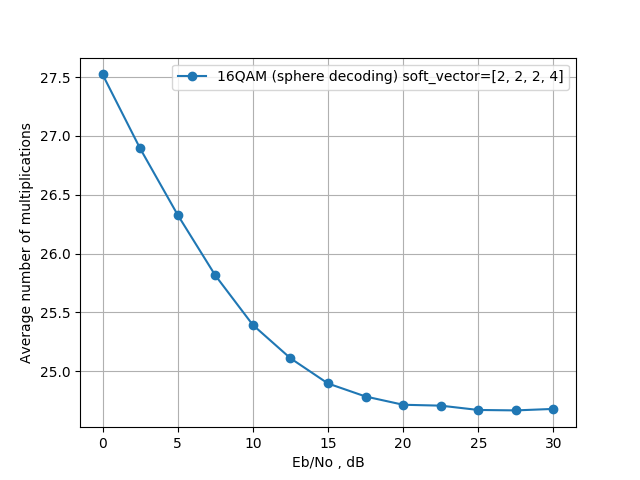 16QAM (sphere decoding) soft_vector=[2, 2, 2, 4]
Average number of multiplications
27.5
27.0
26.5
26.0
25.5
25.0
0 5 10 15 20 25 30
Eb/No , dB